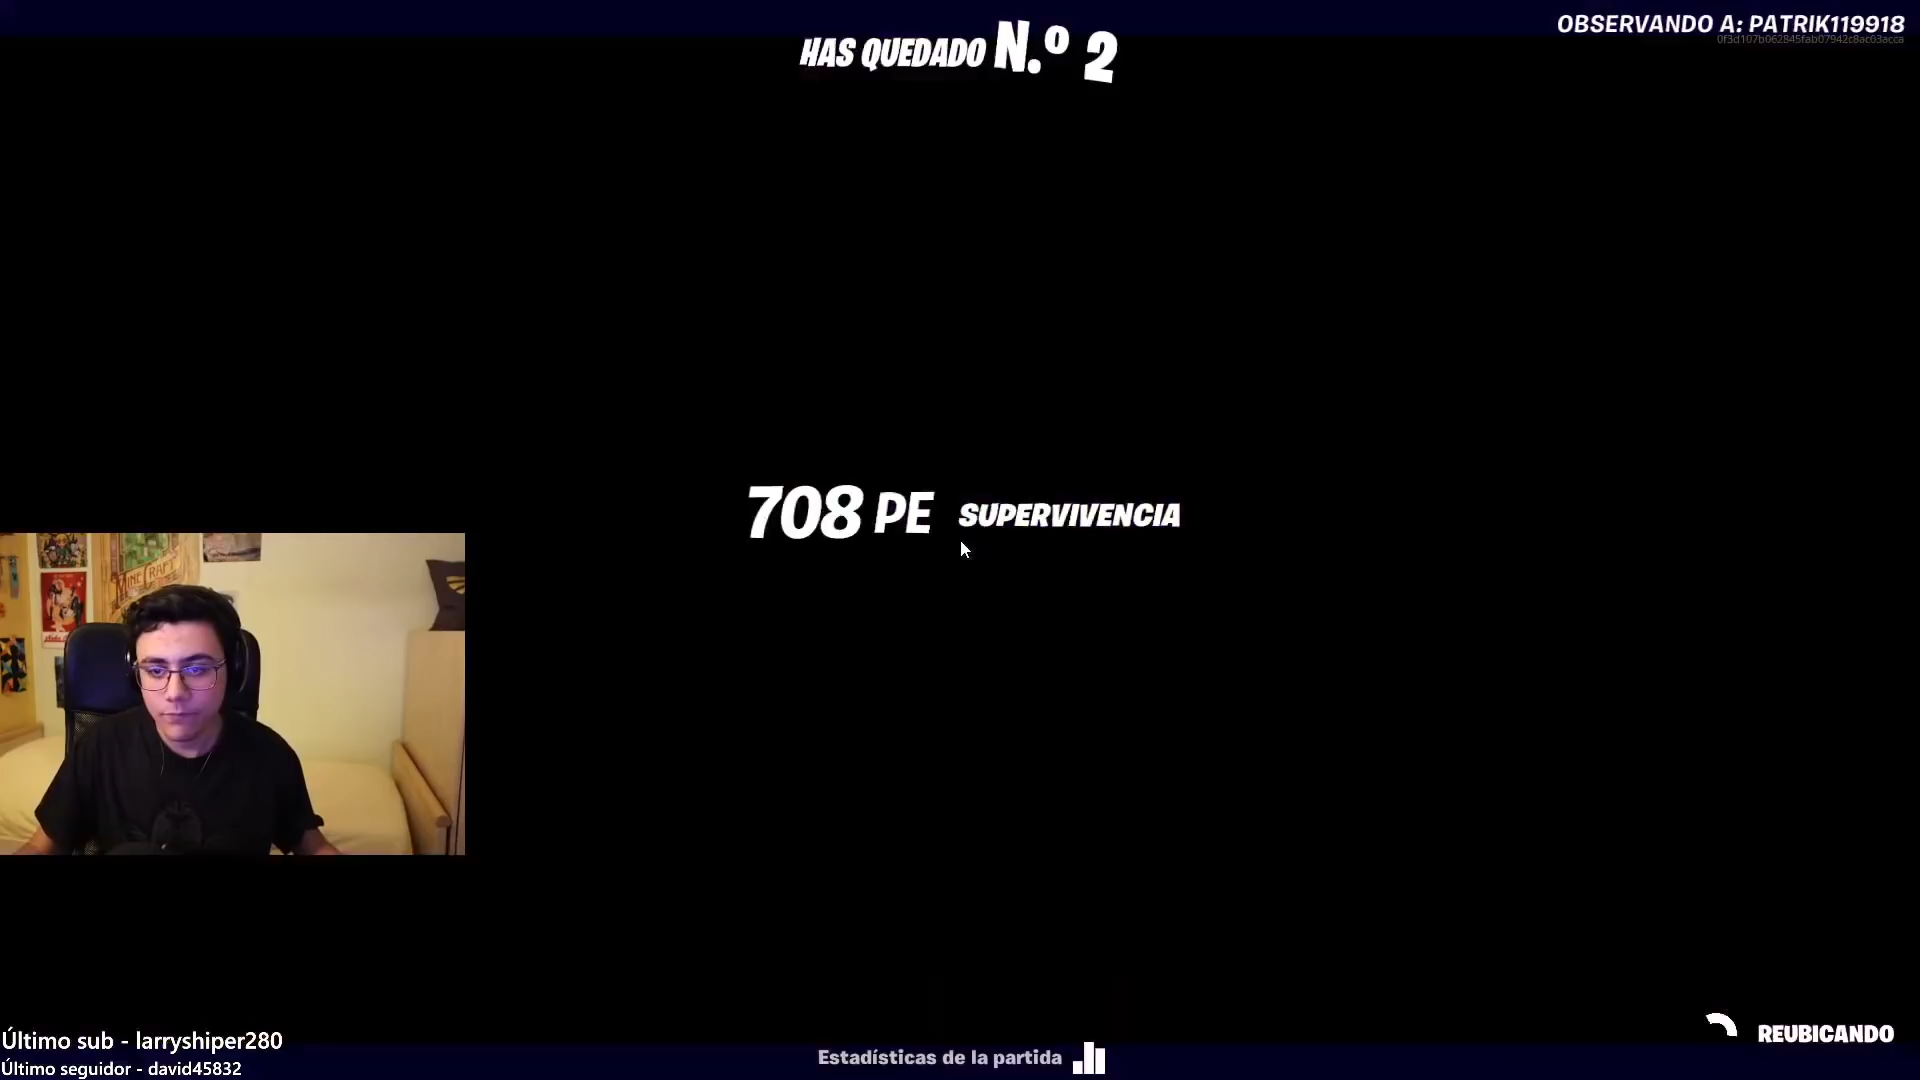 OBSERVANDO A: PATRIK119918
HAS QUEDADO N.º 2
708 PE SUPERVIVENCIA
MINECRAFT
REUBICANDO
Último sub - larryshiper280
Estadísticas de la partida
Último seguidor - david45832